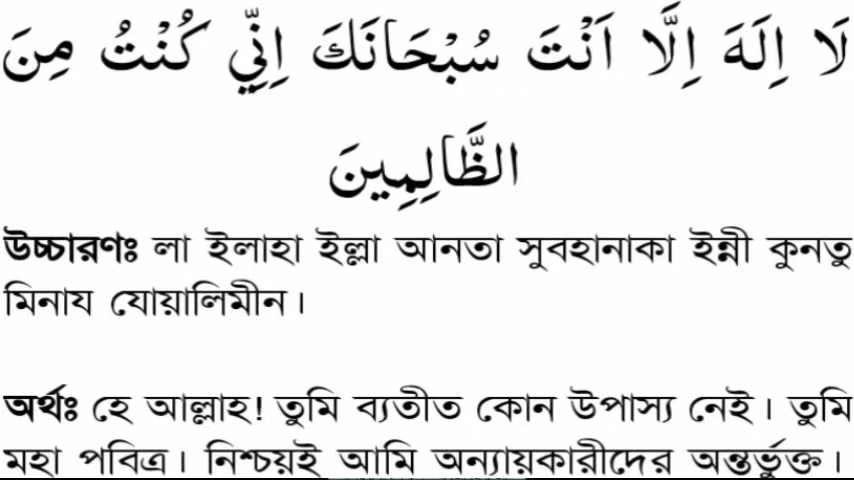 لَا اِلَهَ اِلَّا اَنْتَ سُبْحَانَكَ اِنِّي كُنْتُ مِنَ
الظَّالِمِينَ
উচ্চারণঃ লা ইলাহা ইল্লা আনতা সুবহানাকা ইন্নী কুনতু
মিনায যোয়ালিমীন।
অর্থঃ হে আল্লাহ! তুমি ব্যতীত কোন উপাস্য নেই। তুমি
মহা পবিত্র। নিশ্চয়ই আমি অন্যায়কারীদের অন্তর্ভুক্ত।